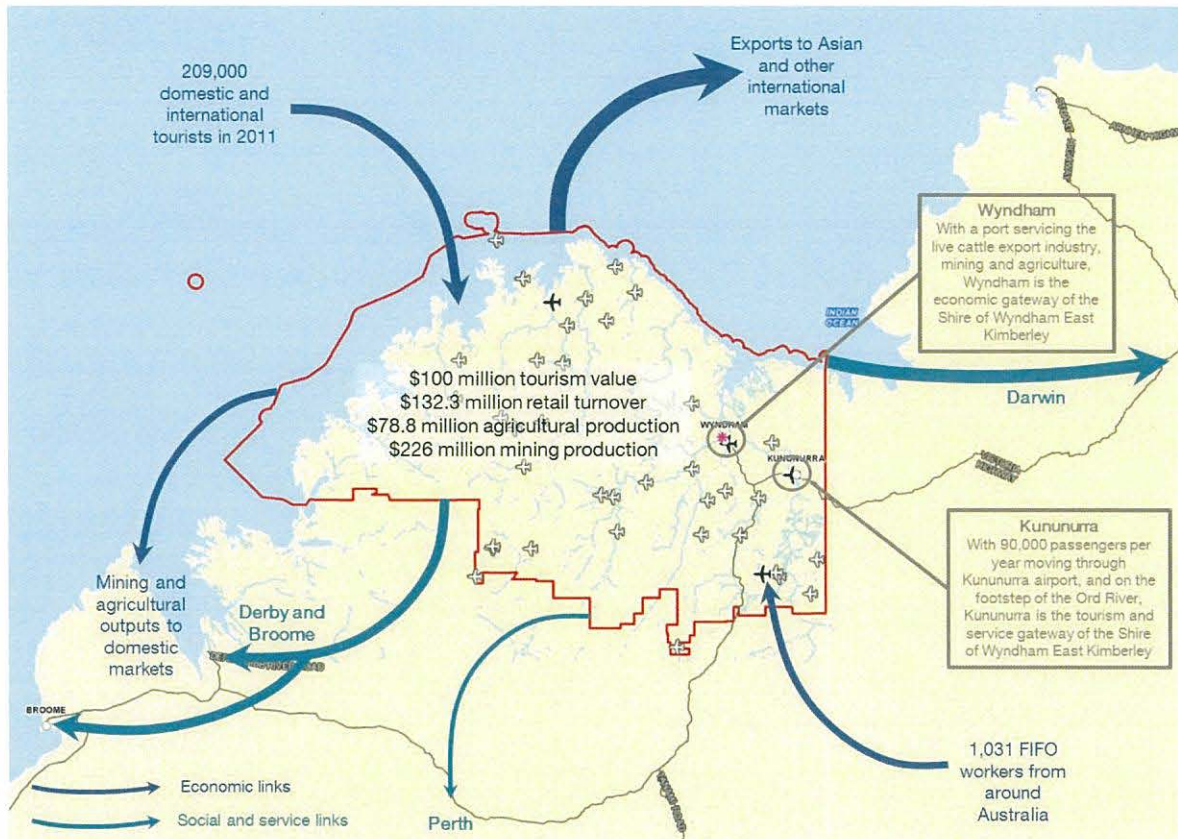 209,000
domestic and
international
tourists in 2011
Exports to Asian
and other
international
markets
Wyndham
With a port servicing the
live cattle export industry,
mining and agriculture,
Wyndham is the
economic gateway of the
Shire of Wyndham East
Kimberley
INDIAN
OCEAN
$100 million tourism value
$132.3 million retail turnover
$78.8 million agricultural production
$226 million mining production
WYNDHAM
KUNUNURRA
Darwin
VICTORIA
HIGHWAY
Kununurra
With 90,000 passengers per
year moving through
Kununurra airport, and on the
footstep of the Ord River,
Kununurra is the tourism and
service gateway of the Shire
of Wyndham East Kimberley
Mining and
agricultural
outputs to
domestic
markets
Derby and
Broome
BROOME
1,031 FIFO
workers from
around
Australia
Economic links
Social and service links
Perth